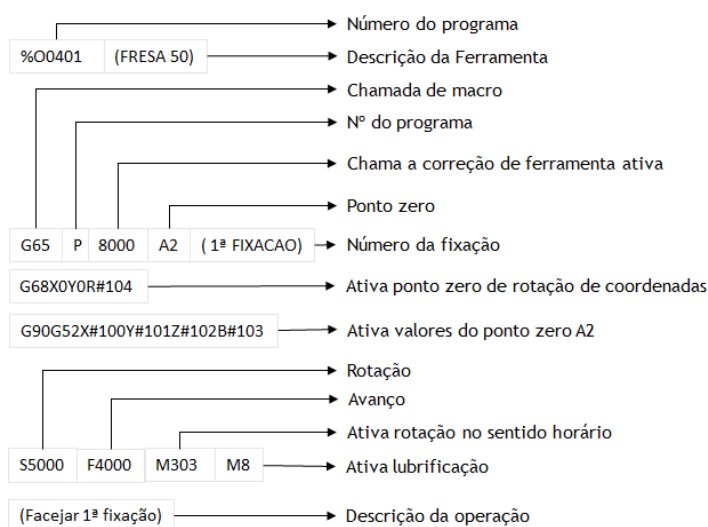 Número do programa
%O0401 (FRESA 50) Descrição da Ferramenta
Chamada de macro
Nº do programa
Chama a correção de ferramenta ativa
Ponto zero
G65 P 8000 A2 ( 1ª FIXACAO) Número da fixação
G68X0Y0R#104 Ativa ponto zero de rotação de coordenadas
G90G52X#100Y#101Z#102B#103 Ativa valores do ponto zero A2
Rotação
Avanço
Ativa rotação no sentido horário
S5000 F4000 M303 M8 Ativa lubrificação
(Facejar 1ª fixação) Descrição da operação